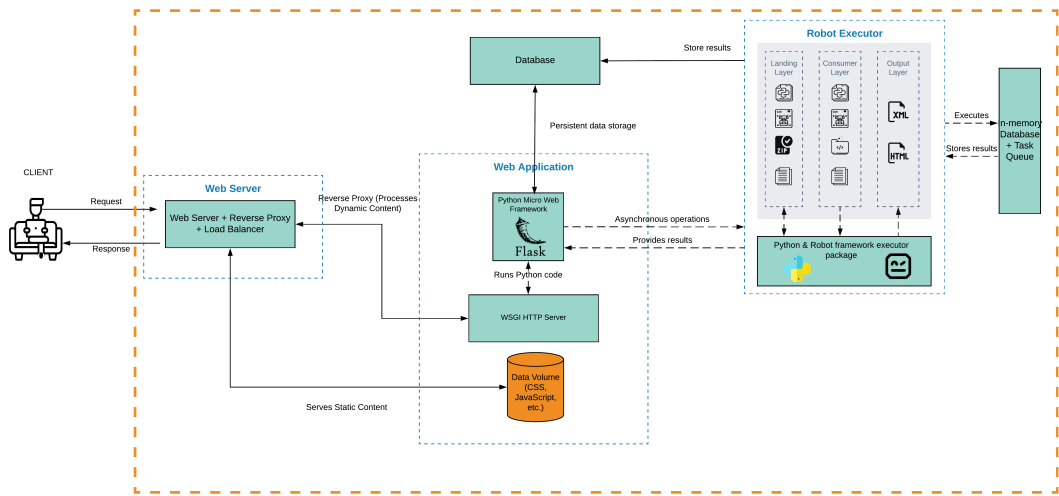 CLIENT
Request
Response
Web Server
Web Server + Reverse Proxy
+ Load Balancer
Reverse Proxy (Processes
Dynamic Content)
Serves Static Content
Database
Persistent data storage
Web Application
Python Micro Web
Framework
Flask
Runs Python code
WSGI HTTP Server
Data Volume
(CSS,
JavaScript,
etc.)
Store results
Asynchronous operations
Provides results
Robot Executor
Landing
Layer
ZIP
Consumer
Layer
Output
Layer
XML
HTML
Python & Robot framework executor
package
Executes
Stores results
n-memory
Database
+ Task
Queue